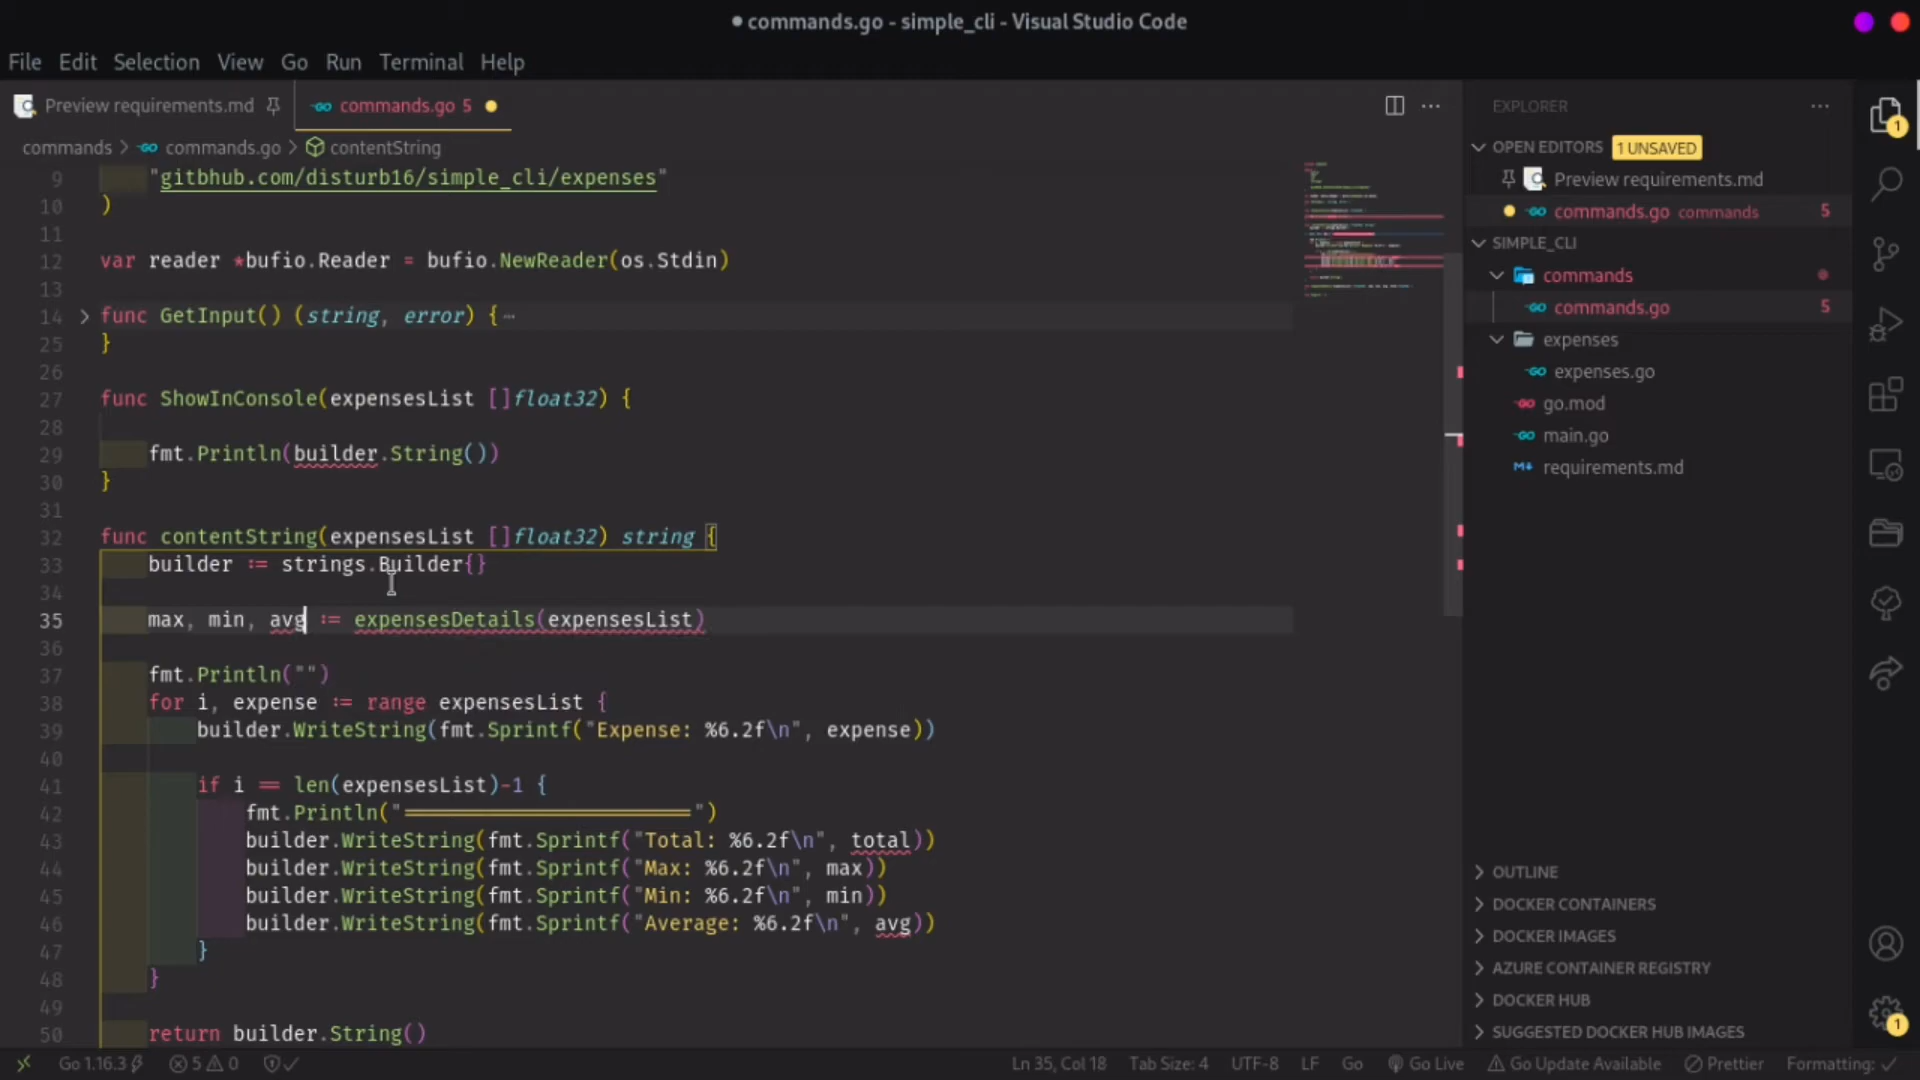 commands.go - simple_cli - Visual Studio Code
File Edit Selection View Go Run Terminal Help
Preview requirements.md commands.go 5
commands > commands.go > contentString
9 "gitbhub.com/disturb16/simple_cli/expenses"
10 )
11
12 var reader *bufio.Reader = bufio.NewReader(os.Stdin)
13
14 func GetInput() (string, error) {⋯
25 }
26
27 func ShowInConsole(expensesList []float32) {
28
29 fmt.Println(builder.String())
30 }
31
32 func contentString(expensesList []float32) string {
33 builder := strings.Builder{}
34
35 max, min, avg := expensesDetails(expensesList)
36
37 fmt.Println("")
38 for i, expense := range expensesList {
39 builder.WriteString(fmt.Sprintf("Expense: %6.2f\n", expense))
40
41 if i == len(expensesList)-1 {
42 fmt.Println("========================")
43 builder.WriteString(fmt.Sprintf("Total: %6.2f\n", total))
44 builder.WriteString(fmt.Sprintf("Max: %6.2f\n", max))
45 builder.WriteString(fmt.Sprintf("Min: %6.2f\n", min))
46 builder.WriteString(fmt.Sprintf("Average: %6.2f\n", avg))
47 }
48 }
49
50 return builder.String()
EXPLORER
OPEN EDITORS 1 UNSAVED
Preview requirements.md
commands.go commands 5
SIMPLE_CLI
commands
commands.go 5
expenses
expenses.go
go.mod
main.go
requirements.md
OUTLINE
DOCKER CONTAINERS
DOCKER IMAGES
AZURE CONTAINER REGISTRY
DOCKER HUB
SUGGESTED DOCKER HUB IMAGES
1
1
Go 1.16.3 5 0 Ln 35, Col 18 Tab Size: 4 UTF-8 LF Go Go Live Go Update Available Prettier Formatting: ✓